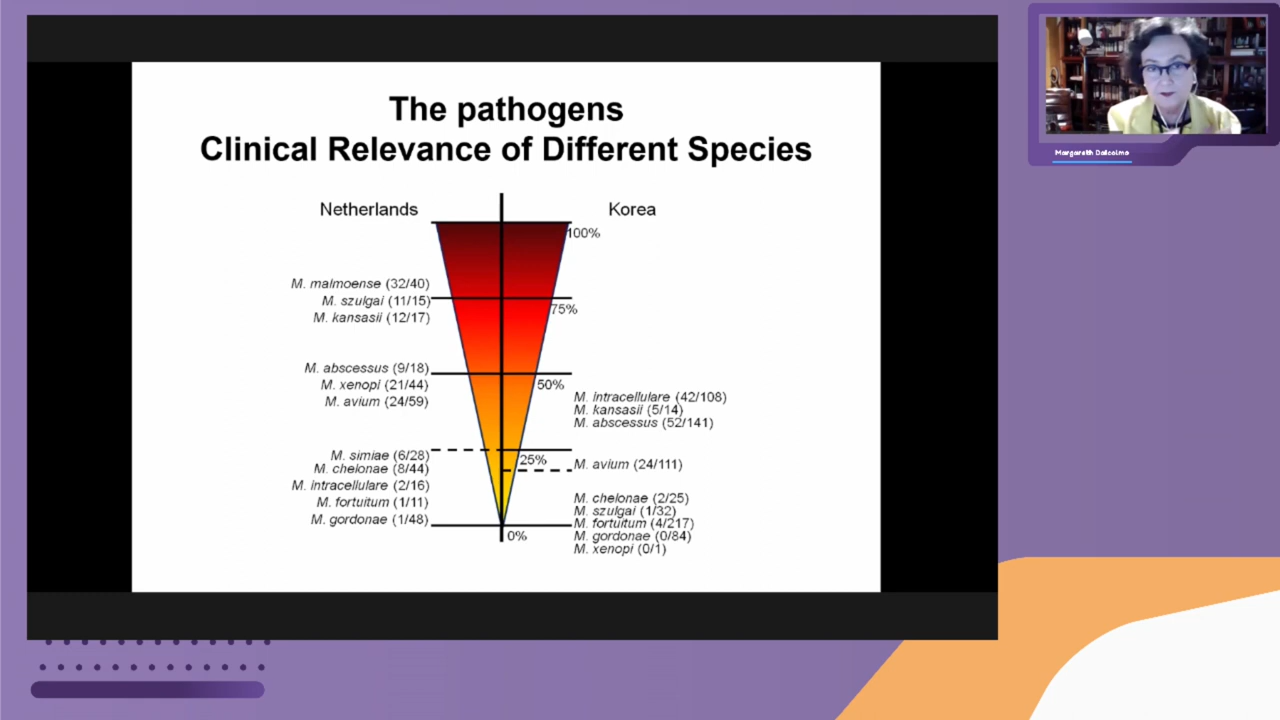 The pathogens
Clinical Relevance of Different Species
Netherlands
Korea
100%
M. malmoense (32/40)
M. szulgai (11/15)
75%
M. kansasii (12/17)
M. abscessus (9/18)
M. xenopi (21/44)
50%
M. avium (24/59)
M. intracellulare (42/108)
M. kansasii (5/14)
M. abscessus (52/141)
M. simiae (6/28)
25%
M. chelonae (8/44)
M. avium (24/111)
M. intracellulare (2/16)
M. fortuitum (1/11)
M. gordonae (1/48)
M. chelonae (2/25)
M. szulgai (1/32)
M. fortuitum (4/217)
M. gordonae (0/84)
M. xenopi (0/1)
0%
Margareth Dalcolmo